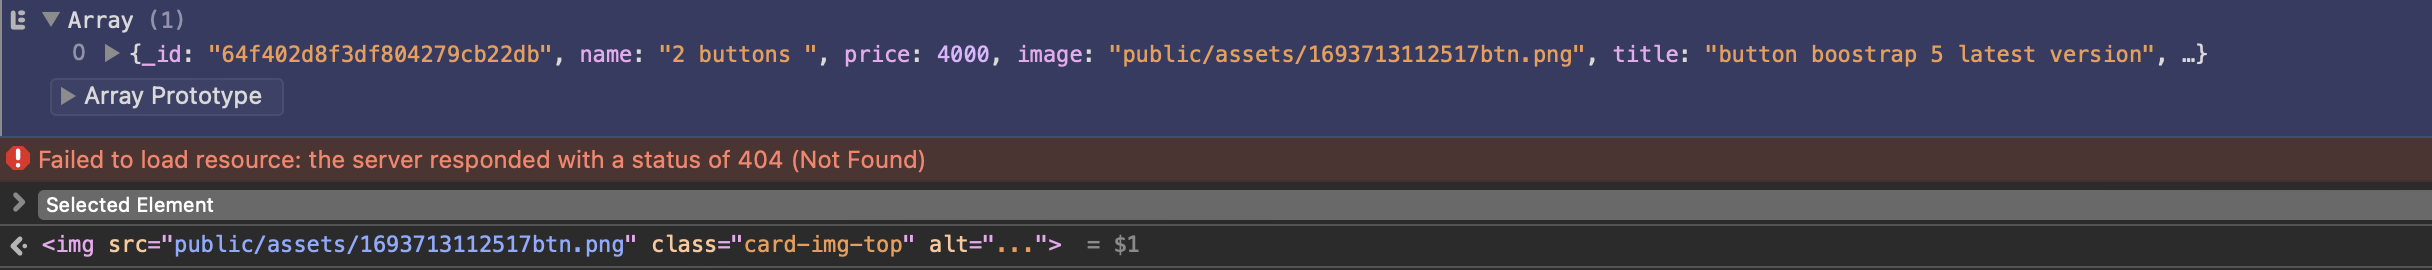 Array (1)
0 {_id: "64f402d8f3df804279cb22db", name: "2 buttons ", price: 4000, image: "public/assets/1693713112517btn.png", title: "button boostrap 5 latest version", …}
Array Prototype
Failed to load resource: the server responded with a status of 404 (Not Found)
Selected Element
<img src="public/assets/1693713112517btn.png" class="card-img-top" alt="..."> = $1